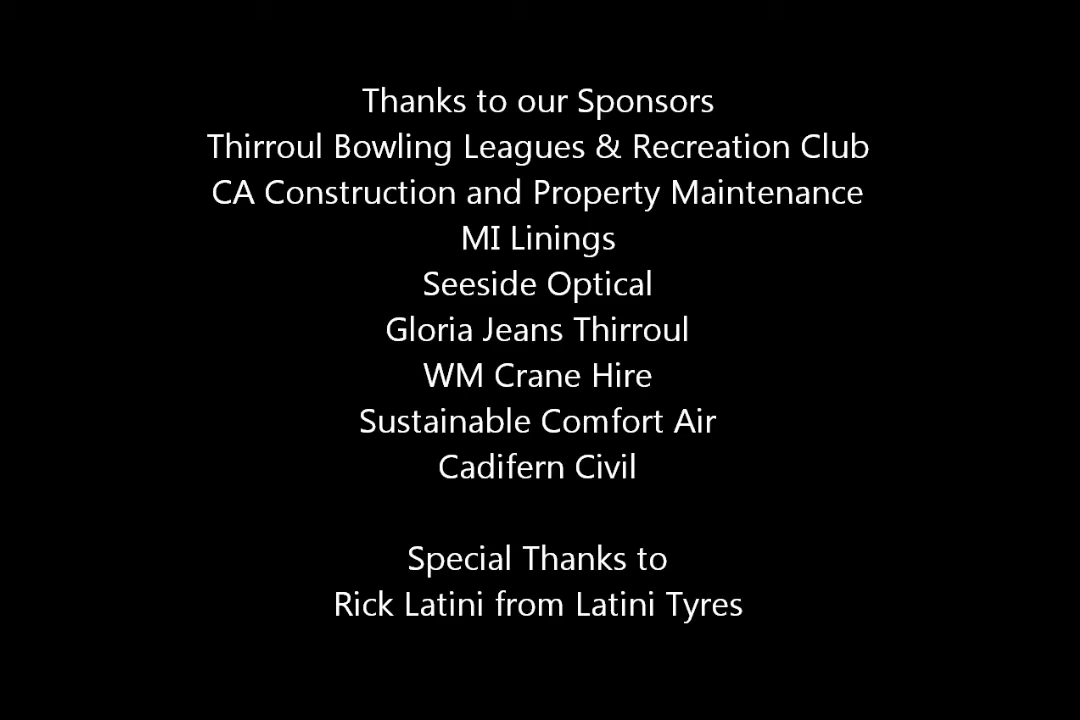 Thanks to our Sponsors
Thirroul Bowling Leagues & Recreation Club
CA Construction and Property Maintenance
MI Linings
Seeside Optical
Gloria Jeans Thirroul
WM Crane Hire
Sustainable Comfort Air
Cadifern Civil
Special Thanks to
Rick Latini from Latini Tyres